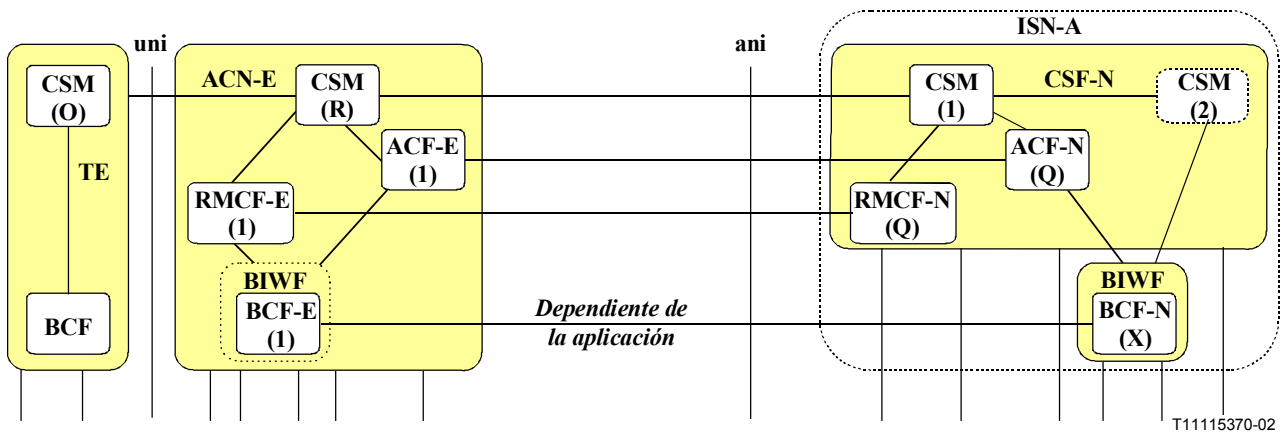 ISN-A
uni
ani
CSM
(O)
ACN-E
CSM
(R)
CSM
(1)
CSF-N
CSM
(2)
TE
ACF-E
(1)
ACF-N
(Q)
RMCF-E
(1)
RMCF-N
(Q)
BIWF
BIWF
BCF
BCF-E
(1)
Dependiente de
la aplicación
BCF-N
(X)
T11115370-02